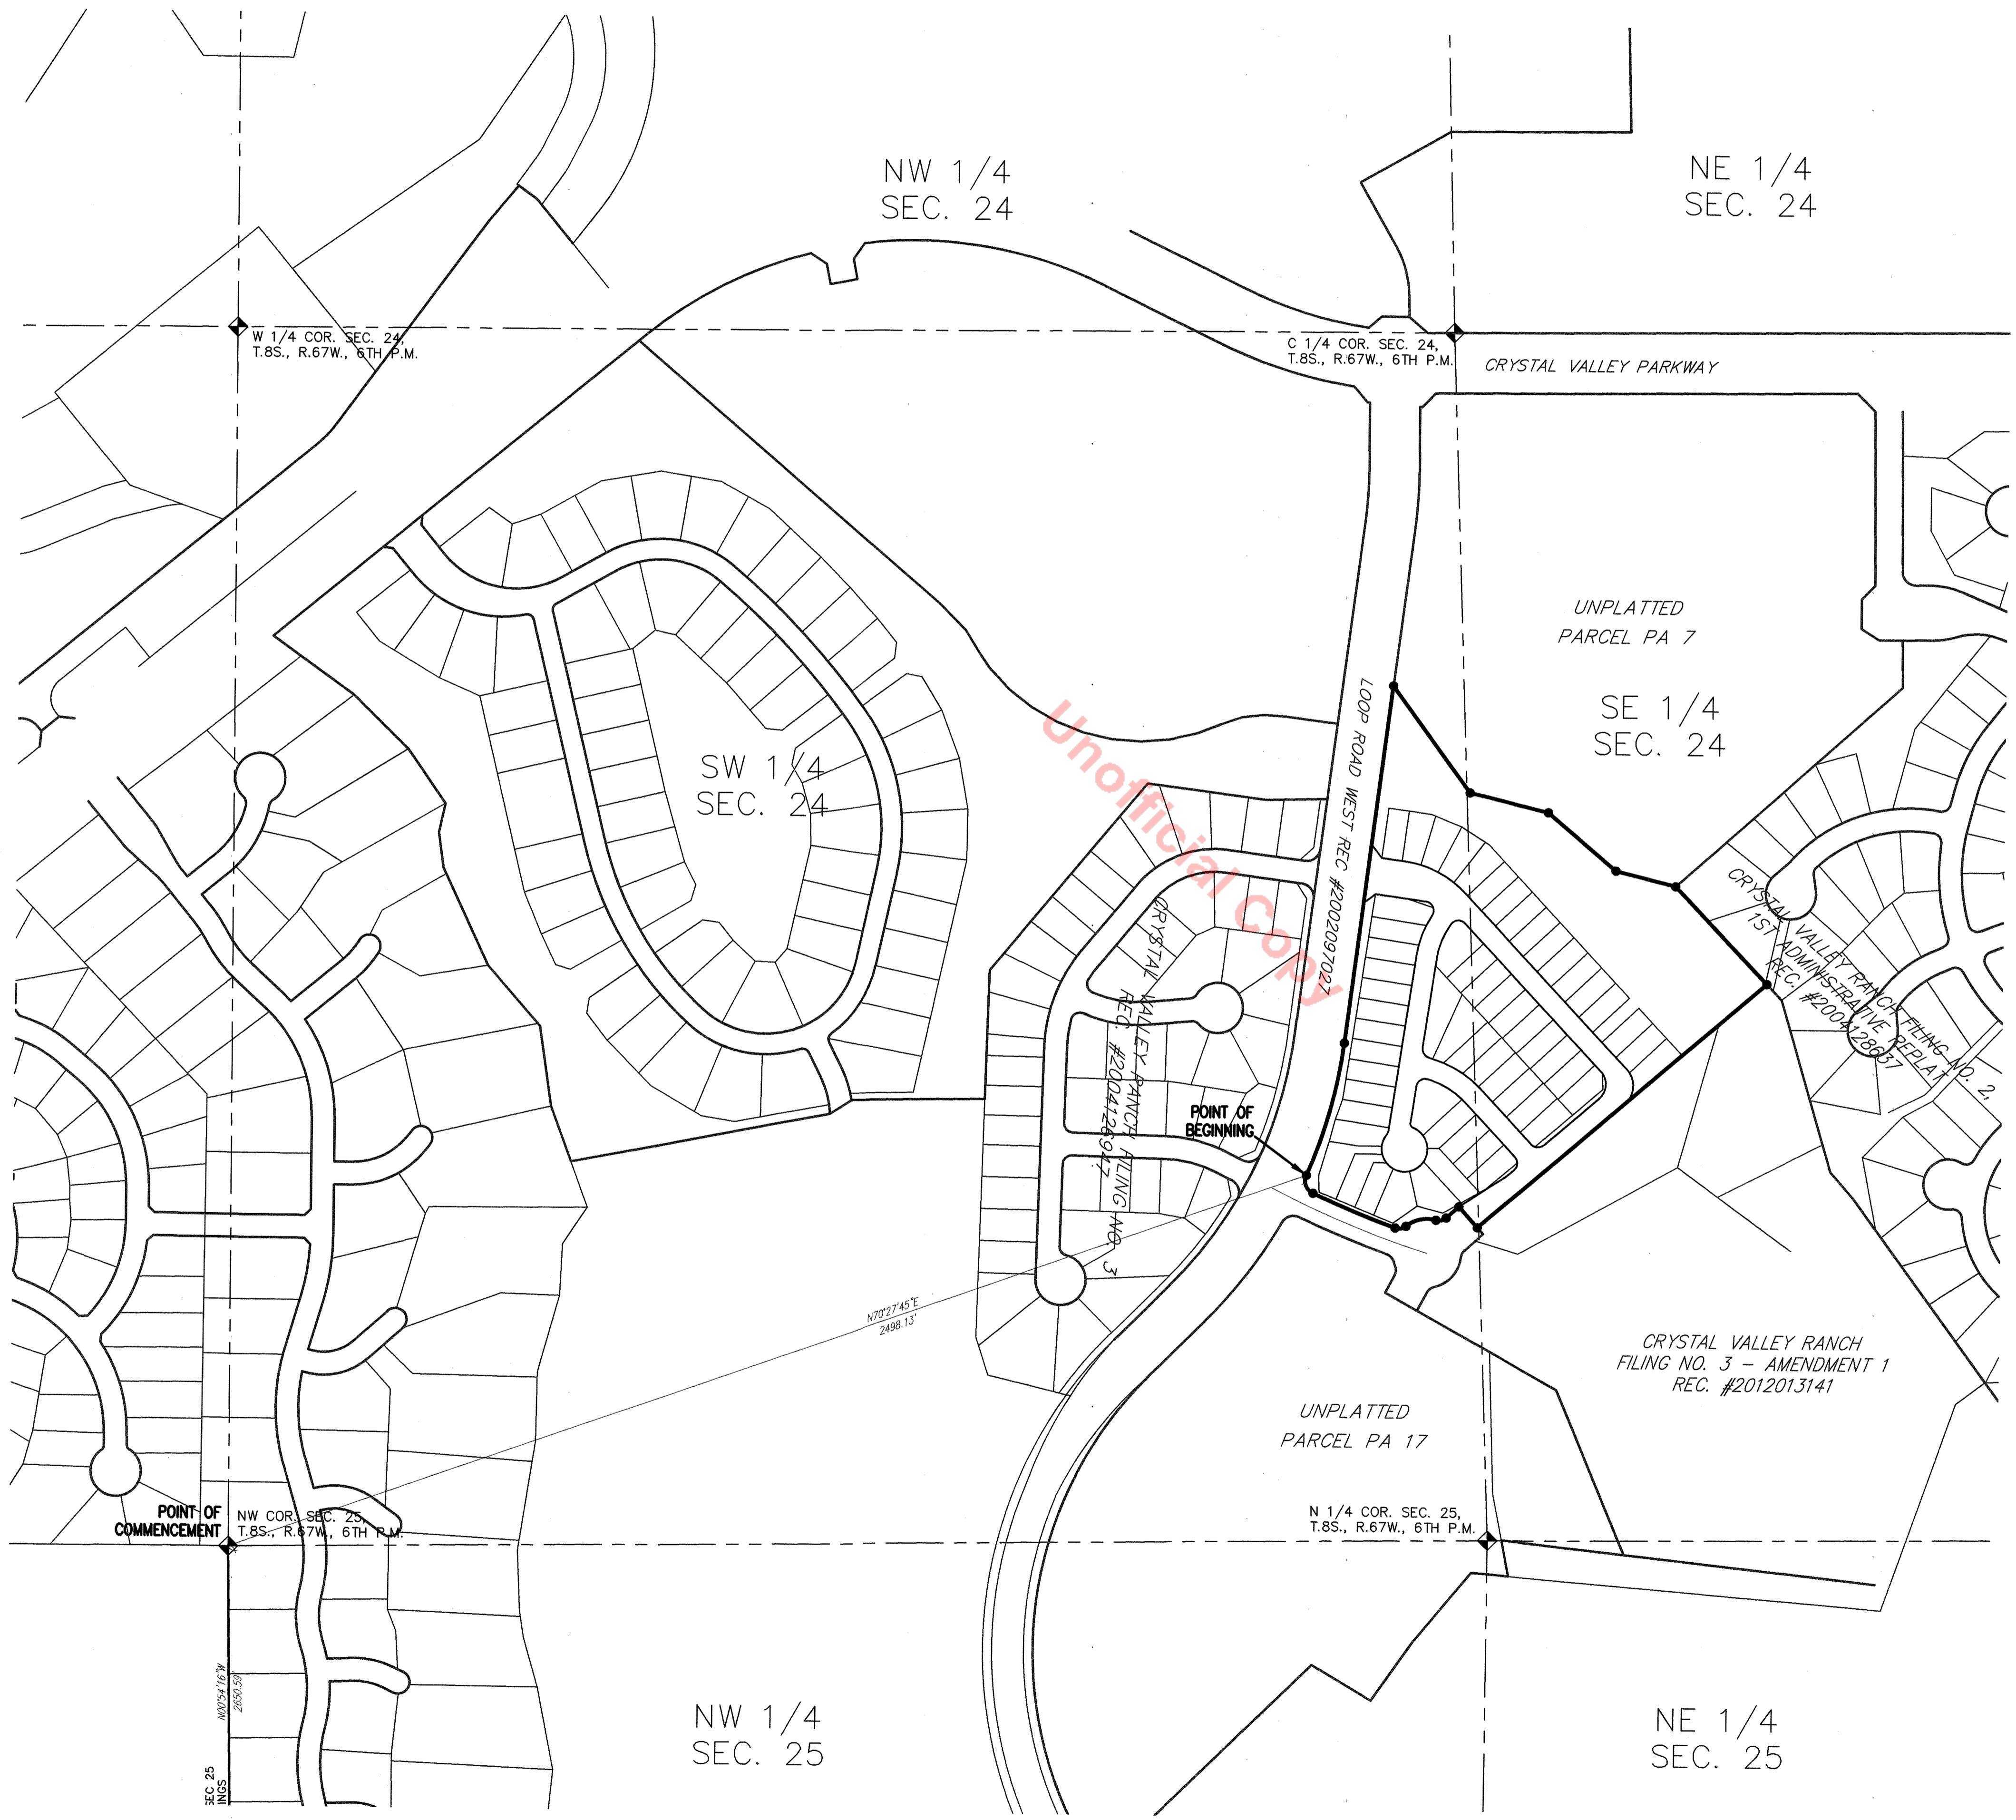 NW 1/4
SEC. 24
NE 1/4
SEC. 24
W 1/4 COR. SEC. 24,
T.8S., R.67W., 6TH P.M.
C 1/4 COR. SEC. 24,
T.8S., R.67W., 6TH P.M.
CRYSTAL VALLEY PARKWAY
UNPLATTED
PARCEL PA 7
SE 1/4
SEC. 24
SW 1/4
SEC. 24
LOOP ROAD WEST REC #2002097027
Unofficial Copy
CRYSTAL VALLEY RANCH FILING NO. 2,
1ST ADMINISTRATIVE REPLAT
REC. #2004128637
CRYSTAL VALLEY RANCH FILING NO. 3
REC. #2004126947
POINT OF
BEGINNING
N70°27'45"E
2498.13'
CRYSTAL VALLEY RANCH
FILING NO. 3 - AMENDMENT 1
REC. #2012013141
UNPLATTED
PARCEL PA 17
POINT OF
COMMENCEMENT
NW COR. SEC. 25,
T.8S., R.67W., 6TH P.M.
N 1/4 COR. SEC. 25,
T.8S., R.67W., 6TH P.M.
N00°54'16"W
2650.59'
SEC 25
INGS
NW 1/4
SEC. 25
NE 1/4
SEC. 25